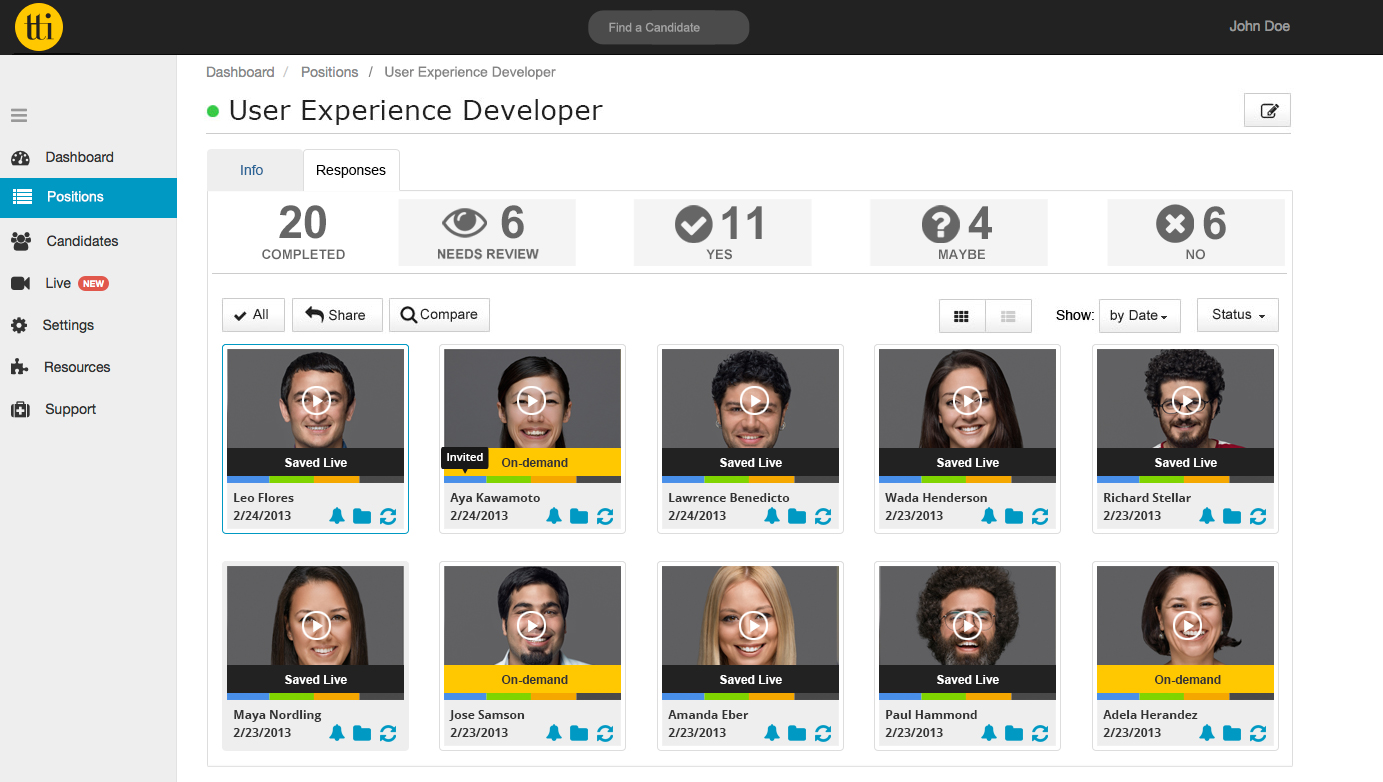 tti
Find a Candidate
John Doe
Dashboard / Positions / User Experience Developer
User Experience Developer
Dashboard
Positions
Candidates
Live NEW
Settings
Resources
Support
Info
Responses
20
COMPLETED
6
NEEDS REVIEW
11
YES
4
MAYBE
6
NO
All
Share
Compare
Show:
by Date
Status
Saved Live
Leo Flores
2/24/2013
Invited
On-demand
Aya Kawamoto
2/24/2013
Saved Live
Lawrence Benedicto
2/24/2013
Saved Live
Wada Henderson
2/23/2013
Saved Live
Richard Stellar
2/23/2013
Saved Live
Maya Nordling
2/23/2013
On-demand
Jose Samson
2/23/2013
Saved Live
Amanda Eber
2/23/2013
Saved Live
Paul Hammond
2/23/2013
On-demand
Adela Herandez
2/23/2013